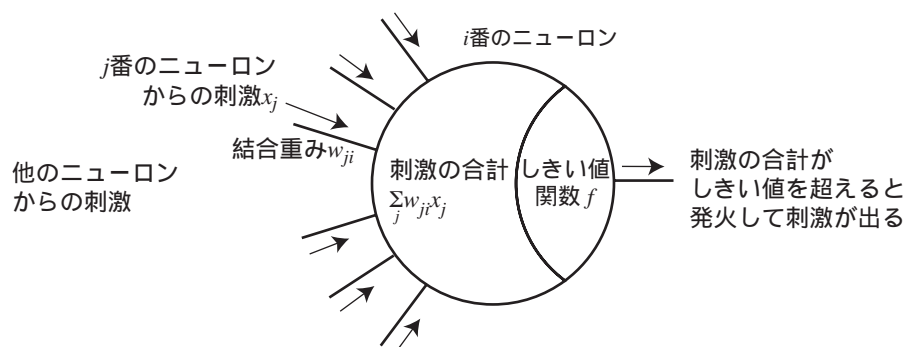 i番のニューロン
j番のニューロン
からの刺激xj
結合重みwji
他のニューロン
からの刺激
刺激の合計
Σwjixj
j
しきい値
関数 f
刺激の合計が
しきい値を超えると
発火して刺激が出る